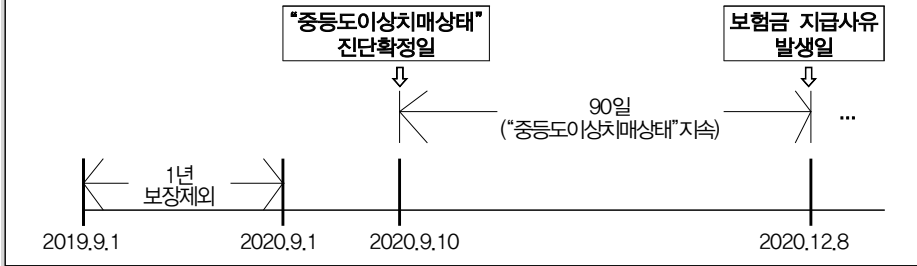 “중등도이상치매상태”
진단확정일
보험금 지급사유
발생일
90일
(“중등도이상치매상태”지속)
...
1년
보장제외
2019.9.1
2020.9.1
2020.9.10
2020.12.8